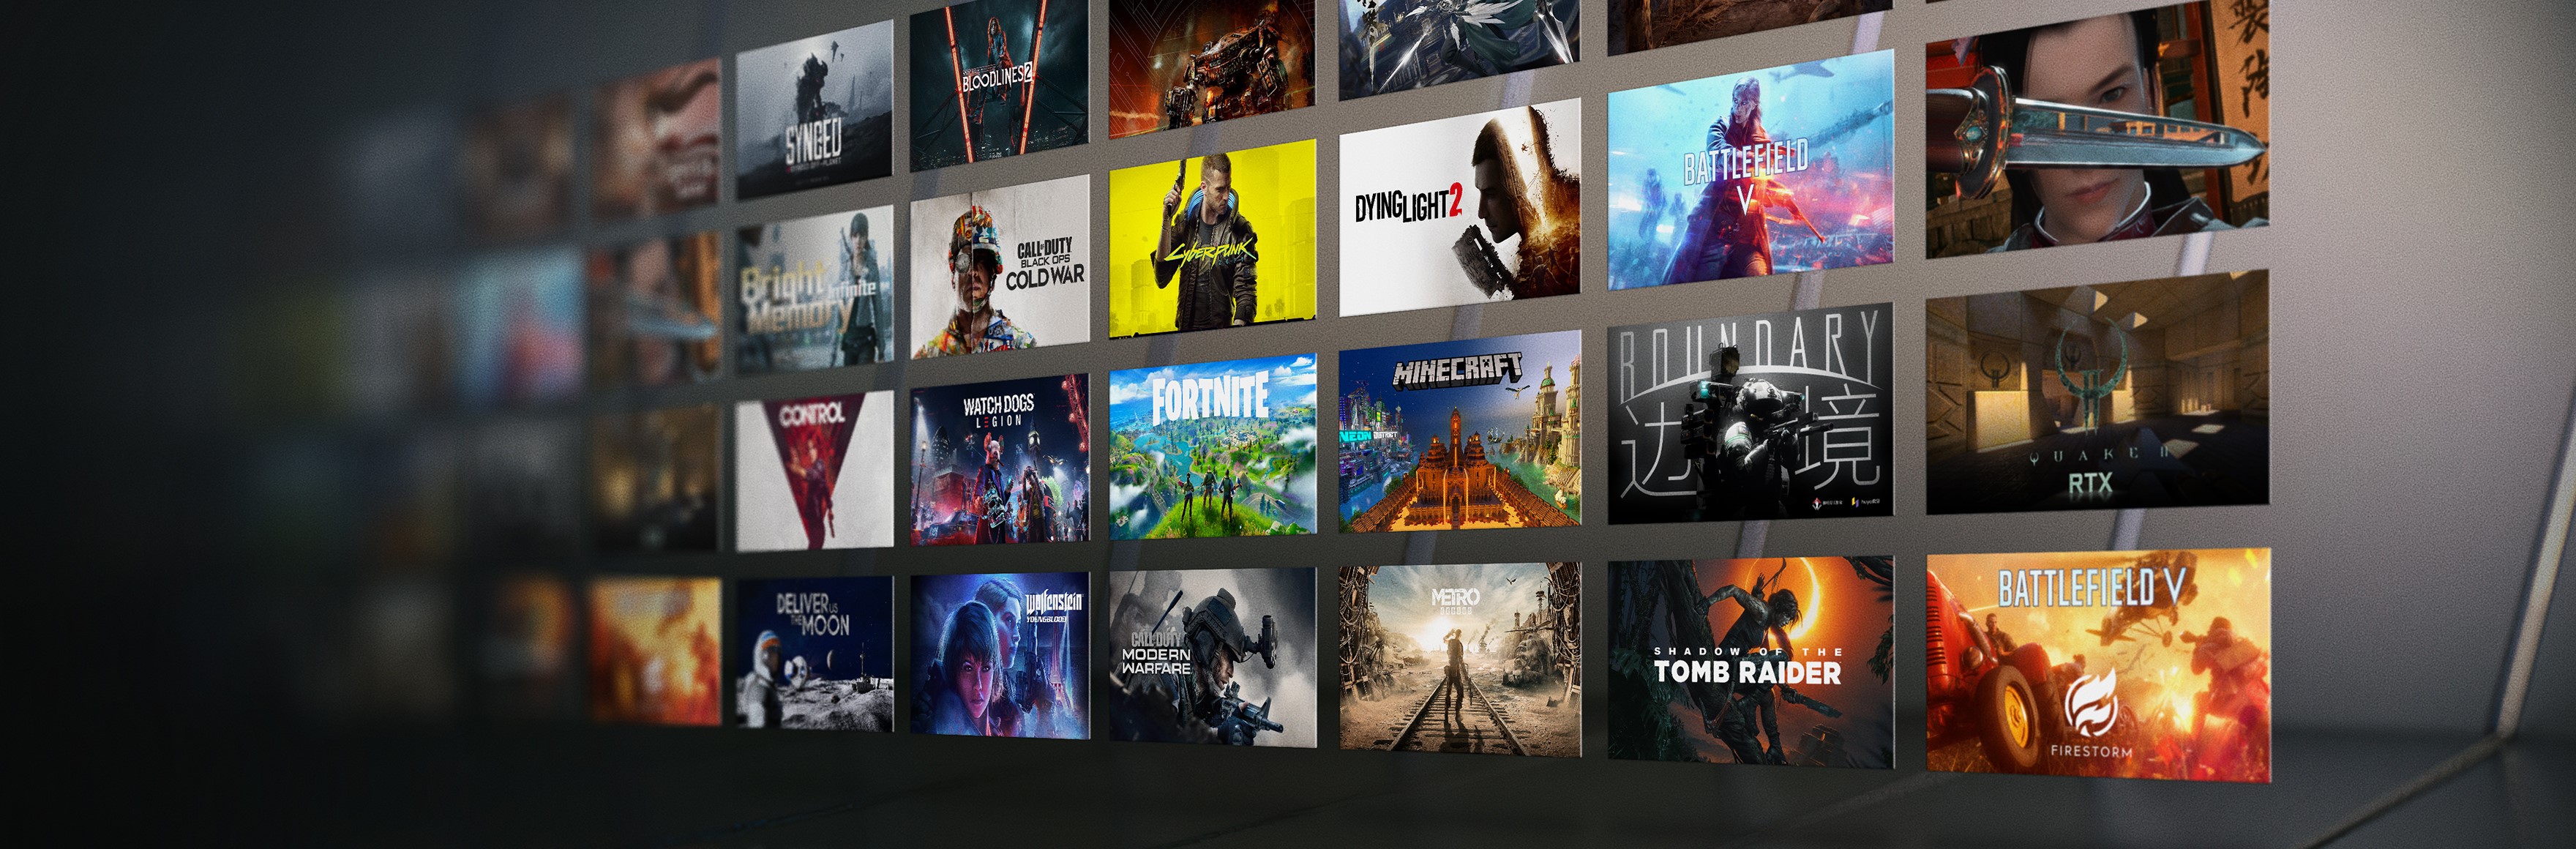 SYNCED
BLOODLINES 2
Bright
Memory
Infinite
CALL OF DUTY
BLACK OPS
COLD WAR
CYBERPUNK
DYING LIGHT 2
BATTLEFIELD
V
CONTROL
WATCH DOGS
LEGION
FORTNITE
MINECRAFT
NEON DISTRICT
BOUNDARY
边境
QUAKE II
RTX
DELIVER US
THE MOON
Wolfenstein
YOUNGBLOOD
CALL OF DUTY
MODERN
WARFARE
METRO
SHADOW OF THE
TOMB RAIDER
BATTLEFIELD V
FIRESTORM